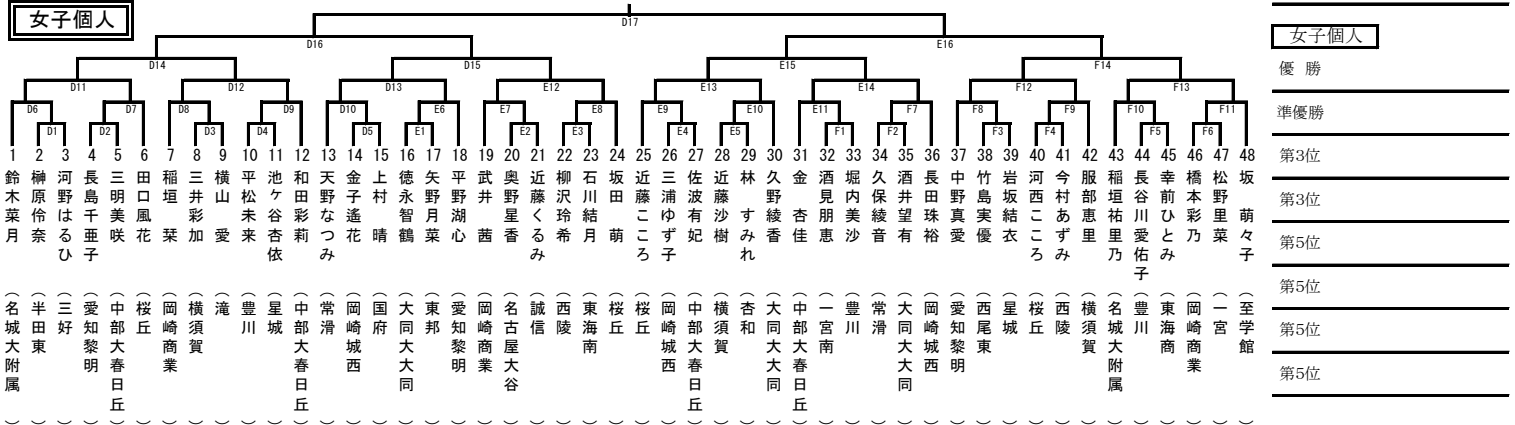 女子個人
D17
D16
E16
D14
D15
E15
F14
D11
D12
D13
E12
E13
E14
F12
F13
D6
D7
D8
D9
D10
E6
E7
E8
E9
E10
E11
F7
F8
F9
F10
F11
D1
D2
D3
D4
D5
E1
E2
E3
E4
E5
F1
F2
F3
F4
F5
F6
1 鈴木菜月 (名城大附属)
2 榊原伶奈 (半田東)
3 河野はるひ (三好)
4 長島千亜子 (愛知黎明)
5 三明美咲 (中部大春日丘)
6 田口風花 (桜丘)
7 稲垣 栞 (岡崎商業)
8 三井彩加 (横須賀)
9 横山 愛 (滝)
10 平松未来 (豊川)
11 池ヶ谷杏依 (星城)
12 和田彩莉 (中部大春日丘)
13 天野なつみ (常滑)
14 金子遙花 (岡崎城西)
15 上村 晴 (国府)
16 徳永智鶴 (大同大大同)
17 矢野月菜 (東邦)
18 平野湖心 (愛知黎明)
19 武井 茜 (岡崎商業)
20 奥野星香 (名古屋大谷)
21 近藤くるみ (誠信)
22 柳沢玲希 (西陵)
23 石川結月 (東海南)
24 坂田 萌 (桜丘)
25 近藤こころ (桜丘)
26 三浦ゆず子 (岡崎城西)
27 佐波有妃 (中部大春日丘)
28 近藤沙樹 (横須賀)
29 林 すみれ (杏和)
30 久野綾香 (大同大大同)
31 金 杏佳 (中部大春日丘)
32 酒見朋恵 (一宮南)
33 堀内美沙 (豊川)
34 久保綾音 (常滑)
35 酒井望有 (大同大大同)
36 長田珠裕 (岡崎城西)
37 中野真愛 (愛知黎明)
38 竹島実優 (西尾東)
39 岩坂結衣 (星城)
40 河西こころ (桜丘)
41 今村あずみ (西陵)
42 服部恵里 (横須賀)
43 稲垣祐里乃 (名城大附属)
44 長谷川愛佑子 (豊川)
45 幸前ひとみ (東海商)
46 橋本彩乃 (岡崎商業)
47 松野里菜 (一宮)
48 坂 萌々子 (至学館)
女子個人
優 勝
準優勝
第3位
第3位
第5位
第5位
第5位
第5位